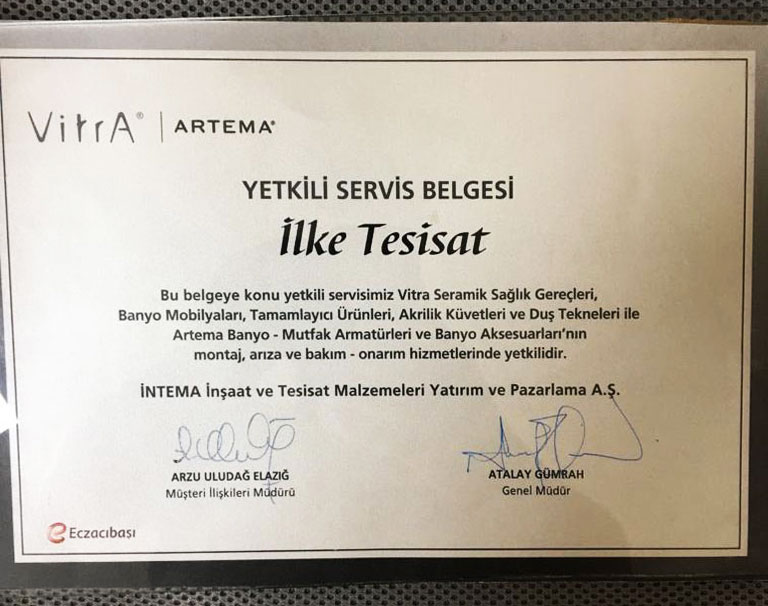 VitrA® | ARTEMA®
YETKİLİ SERVİS BELGESİ
İlke Tesisat
Bu belgeye konu yetkili servisimiz Vitra Seramik Sağlık Gereçleri,
Banyo Mobilyaları, Tamamlayıcı Ürünleri, Akrilik Küvetleri ve Duş Tekneleri ile
Artema Banyo - Mutfak Armatürleri ve Banyo Aksesuarları'nın
montaj, arıza ve bakım - onarım hizmetlerinde yetkilidir.
İNTEMA İnşaat ve Tesisat Malzemeleri Yatırım ve Pazarlama A.Ş.
ARZU ULUDAĞ ELAZIĞ
Müşteri İlişkileri Müdürü
ATALAY GÜMRAH
Genel Müdür
Eczacıbaşı